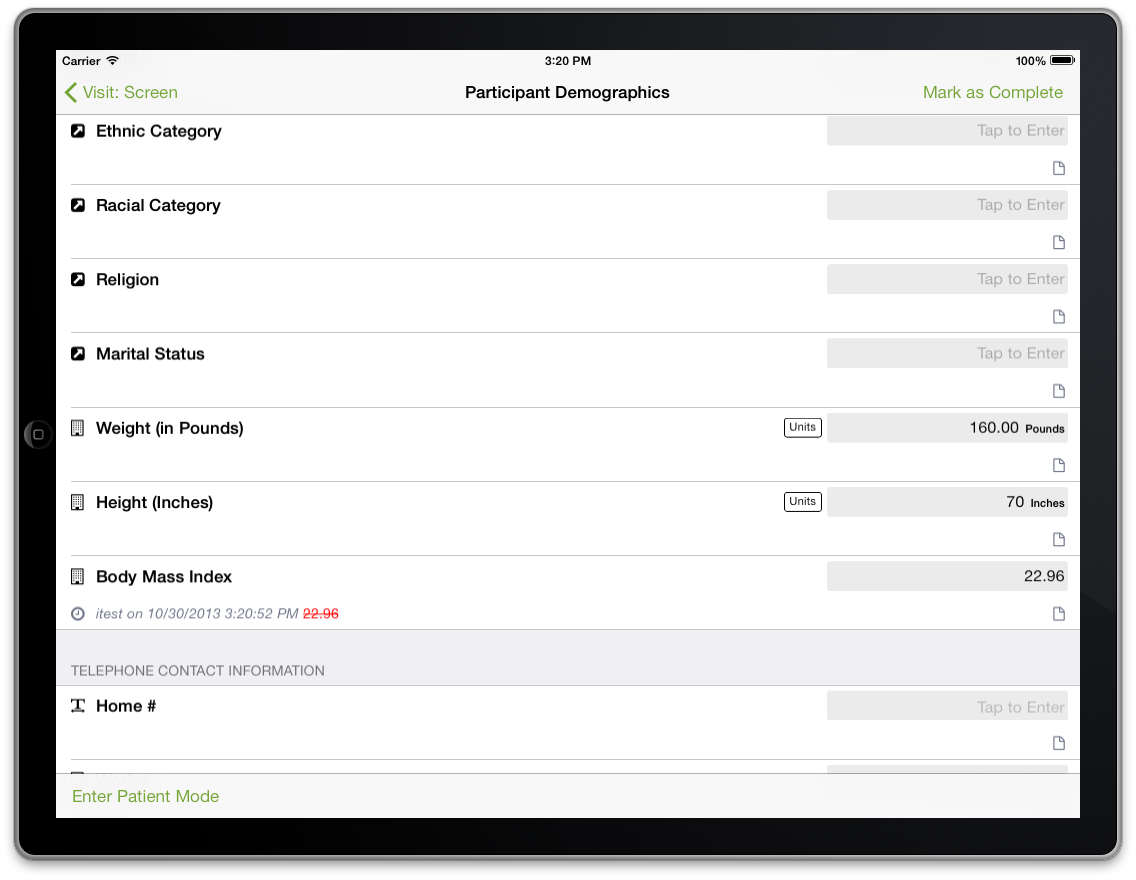 Carrier 3:20 PM 100%
Visit: Screen Participant Demographics Mark as Complete
Ethnic Category Tap to Enter
Racial Category Tap to Enter
Religion Tap to Enter
Marital Status Tap to Enter
Weight (in Pounds) Units 160.00 Pounds
Height (Inches) Units 70 Inches
Body Mass Index 22.96
itest on 10/30/2013 3:20:52 PM 22.96
TELEPHONE CONTACT INFORMATION
Home # Tap to Enter
Enter Patient Mode